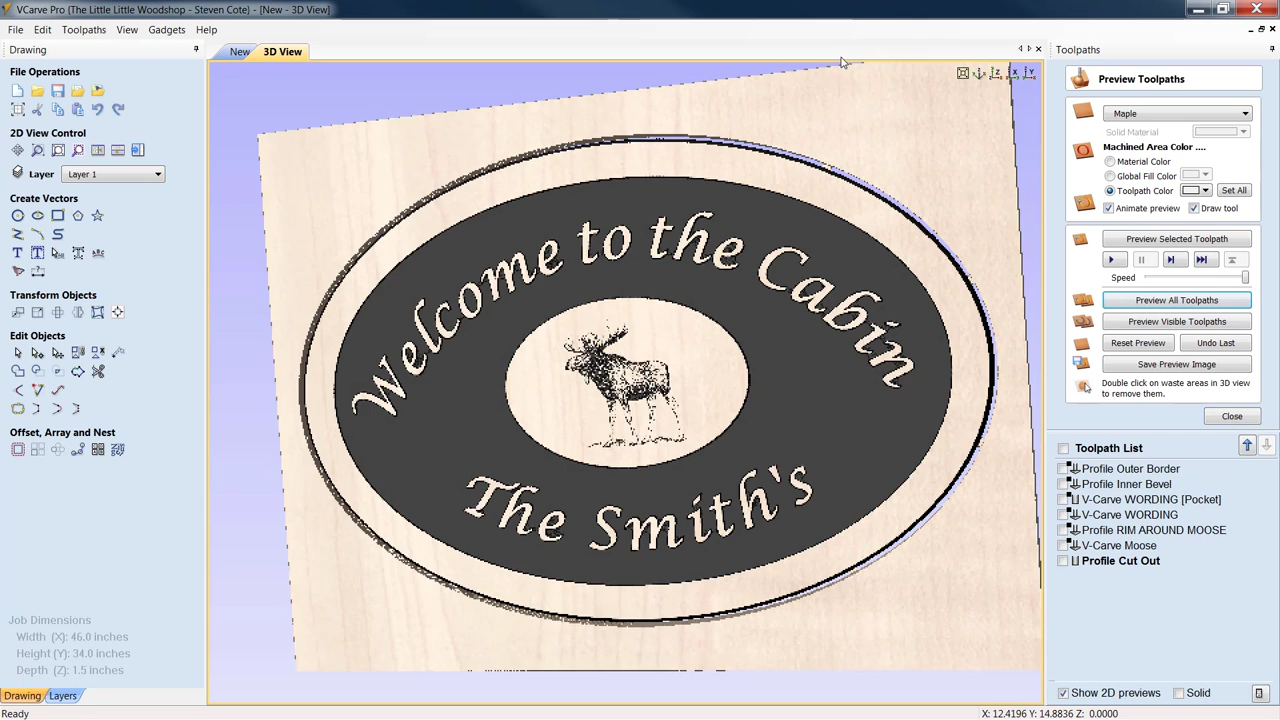 VCarve Pro (The Little Little Woodshop - Steven Cote) - [New - 3D View]
File Edit Toolpaths View Gadgets Help
Drawing
File Operations
2D View Control
Layer Layer 1
Create Vectors
Transform Objects
Edit Objects
Offset, Array and Nest
Job Dimensions
Width (X): 46.0 inches
Height (Y): 34.0 inches
Depth (Z): 1.5 inches
Drawing Layers
Ready
New 3D View
Welcome to the Cabin
The Smith's
Toolpaths
Preview Toolpaths
Maple
Solid Material
Machined Area Color ....
Material Color
Global Fill Color
Toolpath Color Set All
Animate preview Draw tool
Preview Selected Toolpath
Speed
Preview All Toolpaths
Preview Visible Toolpaths
Reset Preview Undo Last
Save Preview Image
Double click on waste areas in 3D view
to remove them.
Close
Toolpath List
Profile Outer Border
Profile Inner Bevel
V-Carve WORDING [Pocket]
V-Carve WORDING
Profile RIM AROUND MOOSE
V-Carve Moose
Profile Cut Out
Show 2D previews Solid
X: 12.4196 Y: 14.8836 Z: 0.0000